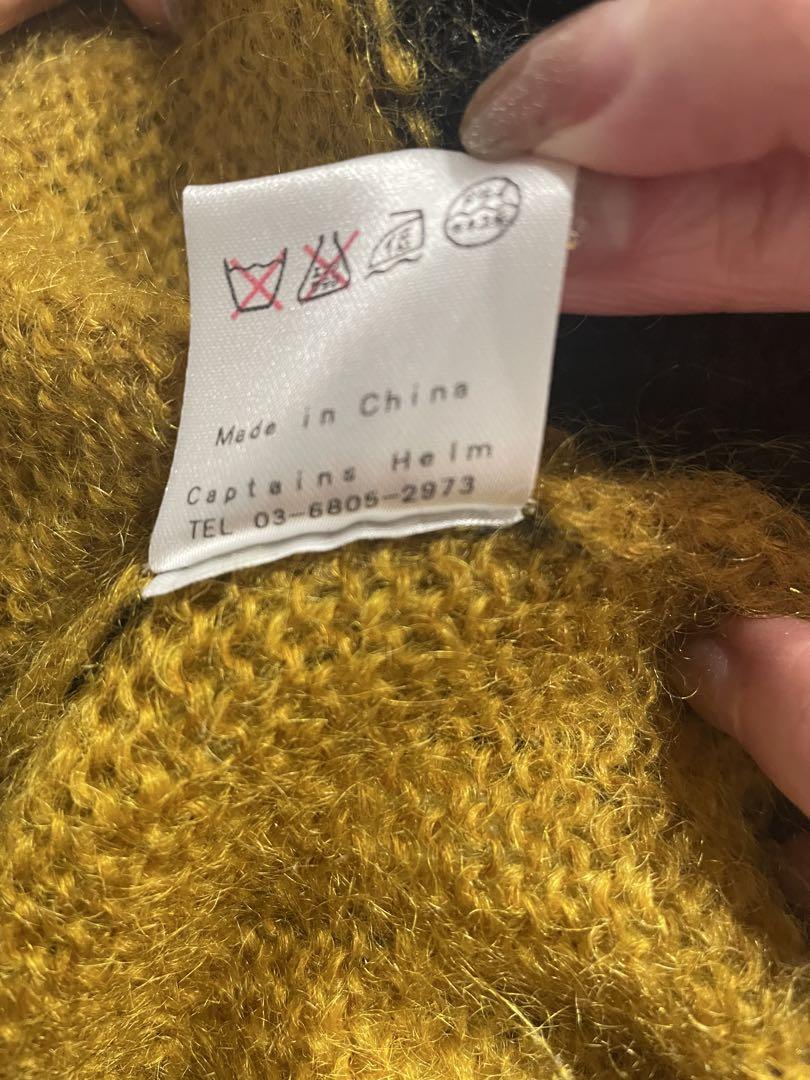 Made in China
Captains Helm
TEL 03-6805-2973